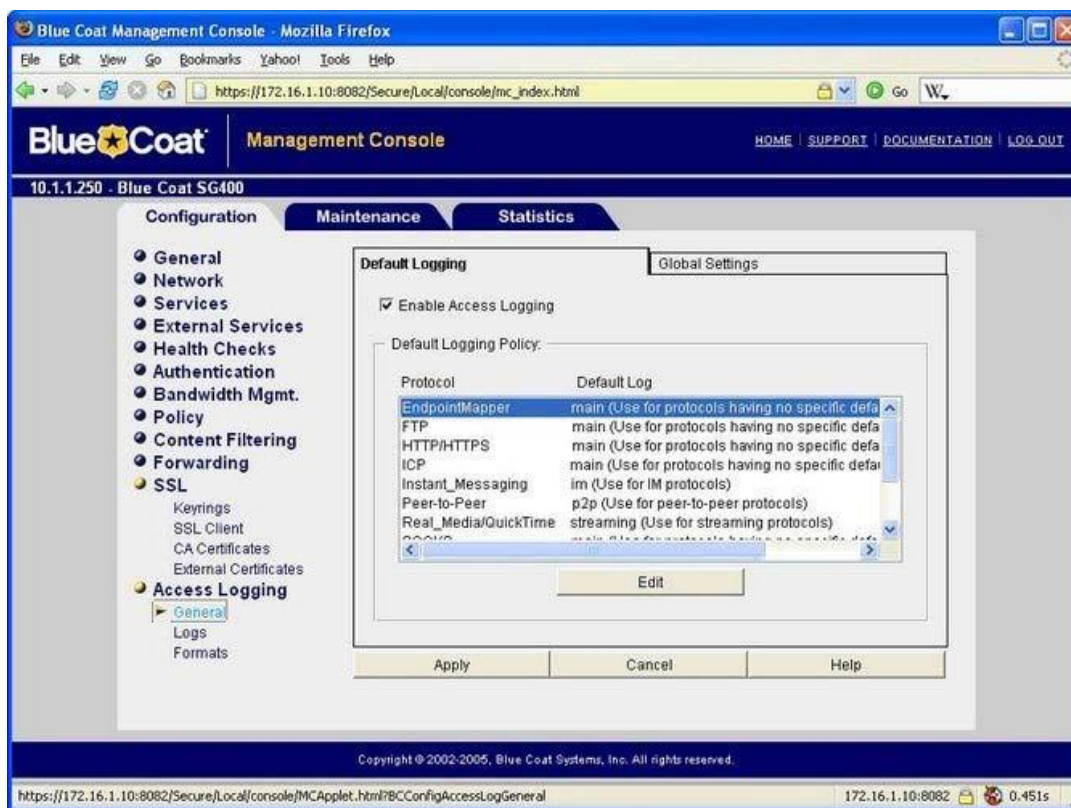 Blue Coat Management Console - Mozilla Firefox
File Edit View Go Bookmarks Yahoo! Tools Help
https://172.16.1.10:8082/Secure/Local/console/mc_index.html Go W.
Blue Coat Management Console HOME | SUPPORT | DOCUMENTATION | LOG OUT
10.1.1.250 - Blue Coat SG400
Configuration Maintenance Statistics
General
Network
Services
External Services
Health Checks
Authentication
Bandwidth Mgmt.
Policy
Content Filtering
Forwarding
SSL
Keyrings
SSL Client
CA Certificates
External Certificates
Access Logging
General
Logs
Formats
Default Logging Global Settings
Enable Access Logging
Default Logging Policy:
Protocol Default Log
EndpointMapper main (Use for protocols having no specific defa
FTP main (Use for protocols having no specific defa
HTTP/HTTPS main (Use for protocols having no specific defa
ICP main (Use for protocols having no specific defau
Instant_Messaging im (Use for IM protocols)
Peer-to-Peer p2p (Use for peer-to-peer protocols)
Real_Media/QuickTime streaming (Use for streaming protocols)
Edit
Apply Cancel Help
Copyright © 2002-2005, Blue Coat Systems, Inc. All rights reserved.
https://172.16.1.10:8082/Secure/Local/console/MCApplet.html?BCConfigAccessLogGeneral 172.16.1.10:8082 0.451s